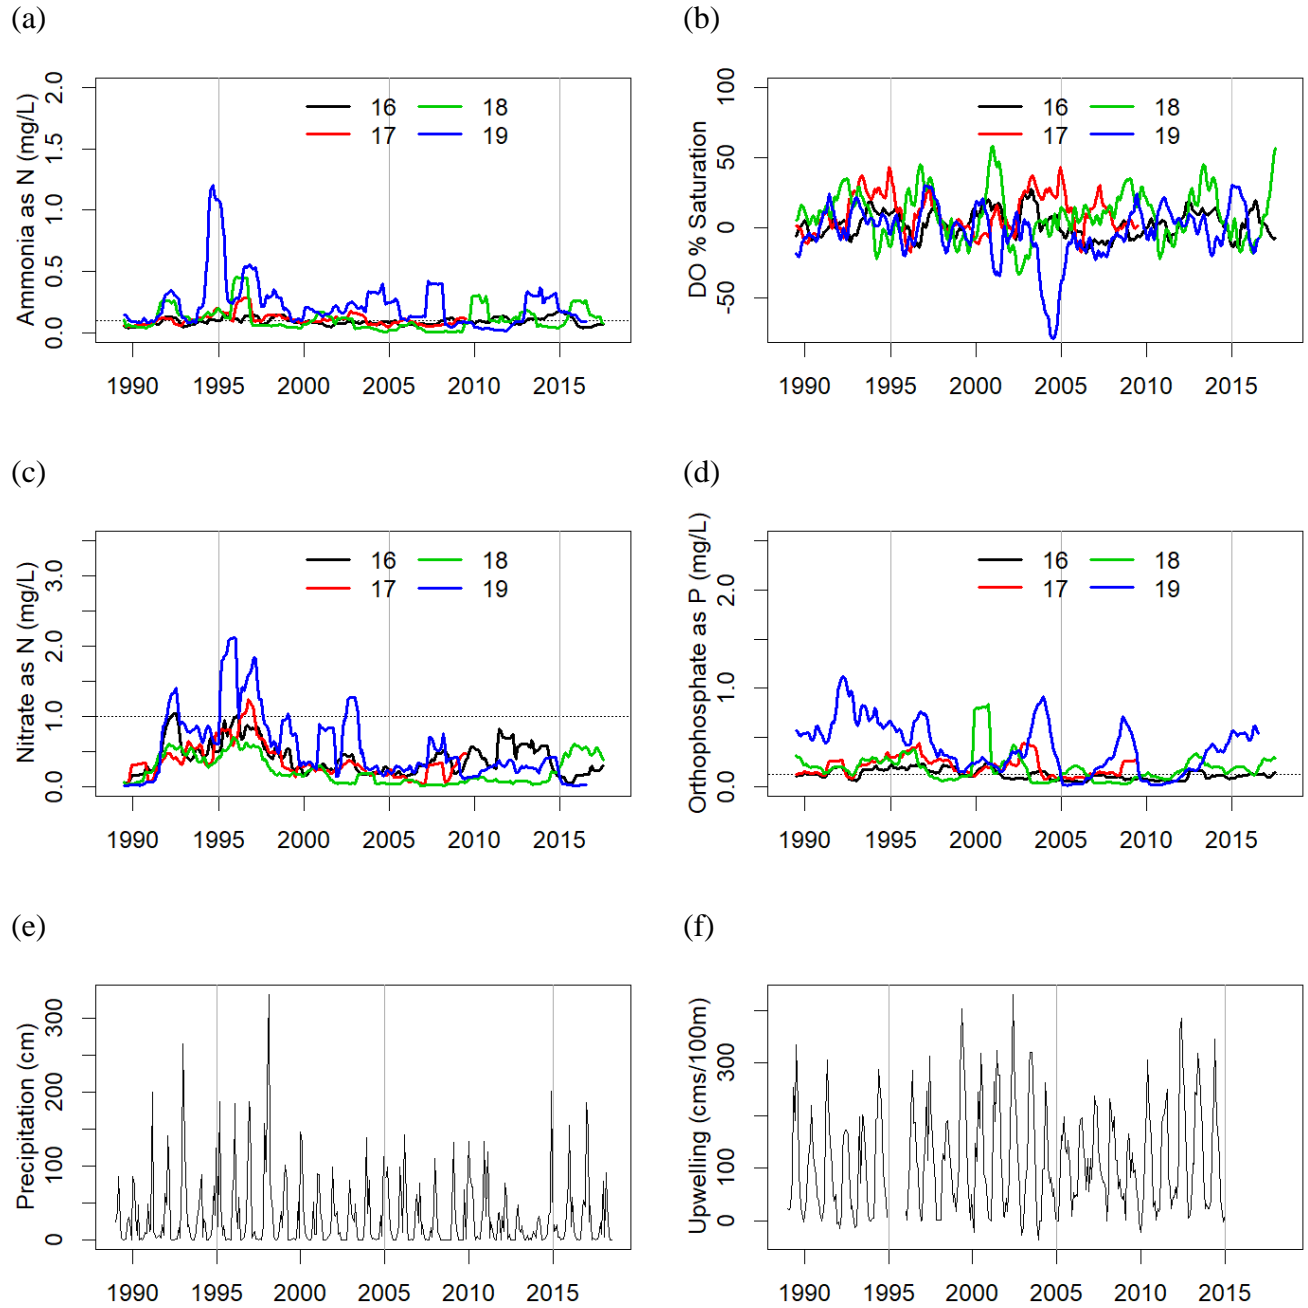 (a)
Ammonia as N (mg/L)
2.0
1.5
1.0
0.5
0.0
16 18
17 19
1990 1995 2000 2005 2010 2015
(b)
DO % Saturation
100
50
0
-50
16 18
17 19
1990 1995 2000 2005 2010 2015
(c)
Nitrate as N (mg/L)
3.0
2.0
1.0
0.0
16 18
17 19
1990 1995 2000 2005 2010 2015
(d)
Orthophosphate as P (mg/L)
2.0
1.0
0.0
16 18
17 19
1990 1995 2000 2005 2010 2015
(e)
Precipitation (cm)
300
200
100
0
1990 1995 2000 2005 2010 2015
(f)
Upwelling (cms/100m)
300
100
0
1990 1995 2000 2005 2010 2015